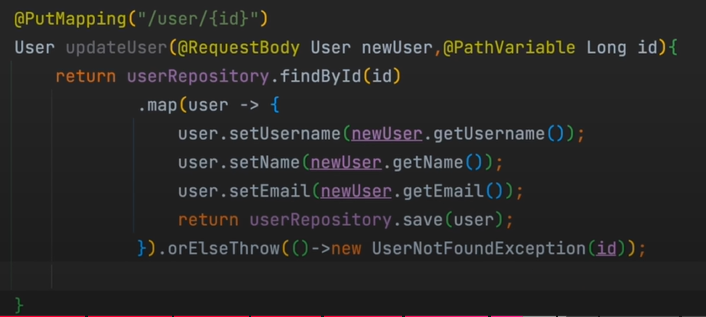 @PutMapping("/user/{id}")
User updateUser(@RequestBody User newUser,@PathVariable Long id){
    return userRepository.findById(id)
            .map(user -> {
                user.setUsername(newUser.getUsername());
                user.setName(newUser.getName());
                user.setEmail(newUser.getEmail());
                return userRepository.save(user);
            }).orElseThrow(()->new UserNotFoundException(id));
}